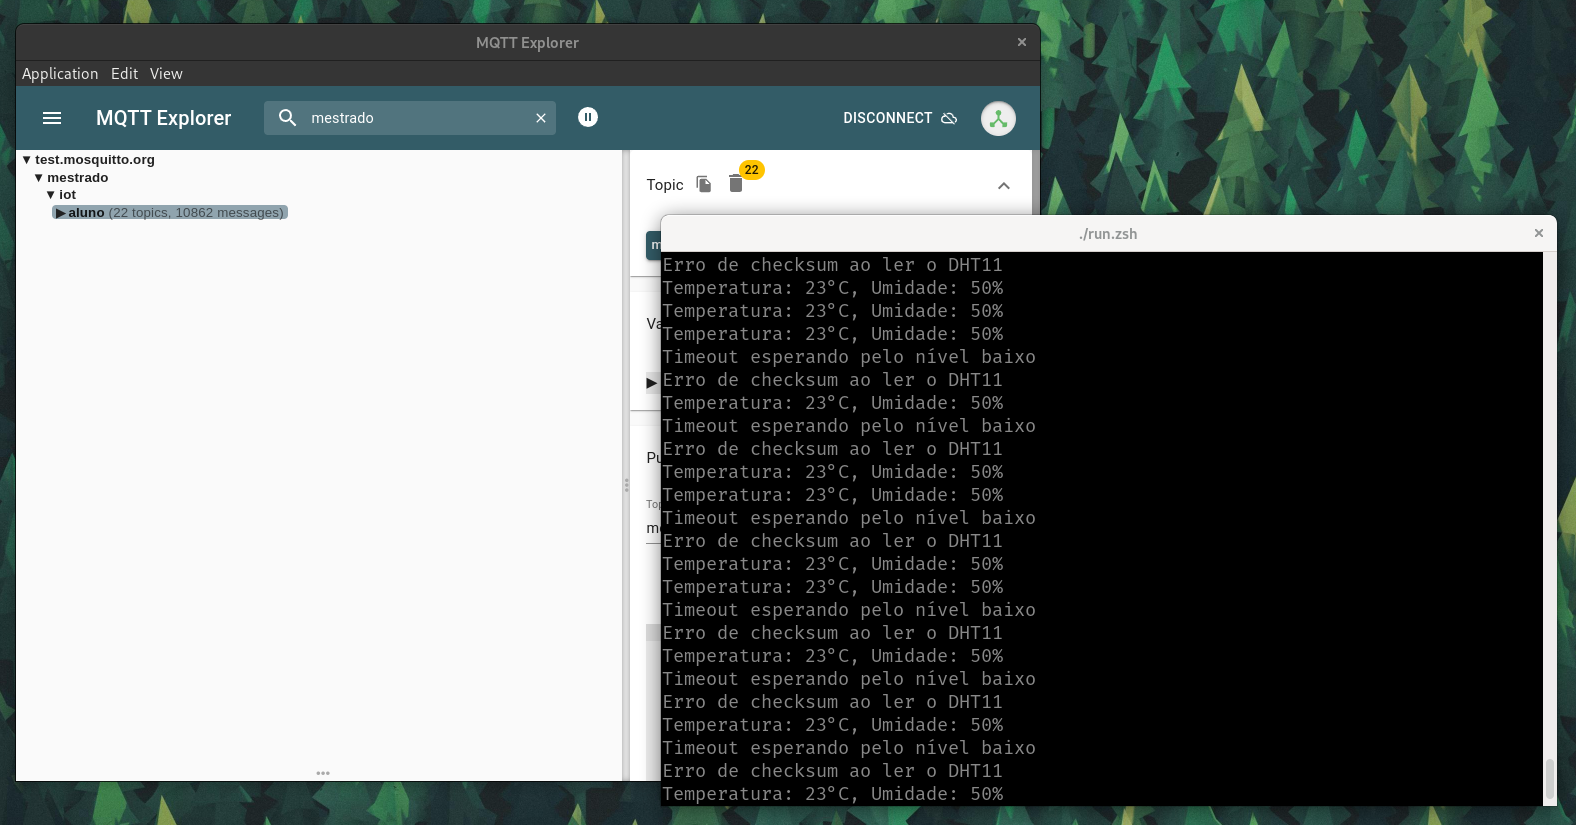 MQTT Explorer
Application Edit View
MQTT Explorer
mestrado
DISCONNECT
test.mosquitto.org
mestrado
iot
aluno (22 topics, 10862 messages)
Topic
22
./run.zsh
Erro de checksum ao ler o DHT11
Temperatura: 23°C, Umidade: 50%
Temperatura: 23°C, Umidade: 50%
Temperatura: 23°C, Umidade: 50%
Timeout esperando pelo nível baixo
Erro de checksum ao ler o DHT11
Temperatura: 23°C, Umidade: 50%
Timeout esperando pelo nível baixo
Erro de checksum ao ler o DHT11
Temperatura: 23°C, Umidade: 50%
Temperatura: 23°C, Umidade: 50%
Timeout esperando pelo nível baixo
Erro de checksum ao ler o DHT11
Temperatura: 23°C, Umidade: 50%
Temperatura: 23°C, Umidade: 50%
Timeout esperando pelo nível baixo
Erro de checksum ao ler o DHT11
Temperatura: 23°C, Umidade: 50%
Timeout esperando pelo nível baixo
Erro de checksum ao ler o DHT11
Temperatura: 23°C, Umidade: 50%
Timeout esperando pelo nível baixo
Erro de checksum ao ler o DHT11
Temperatura: 23°C, Umidade: 50%